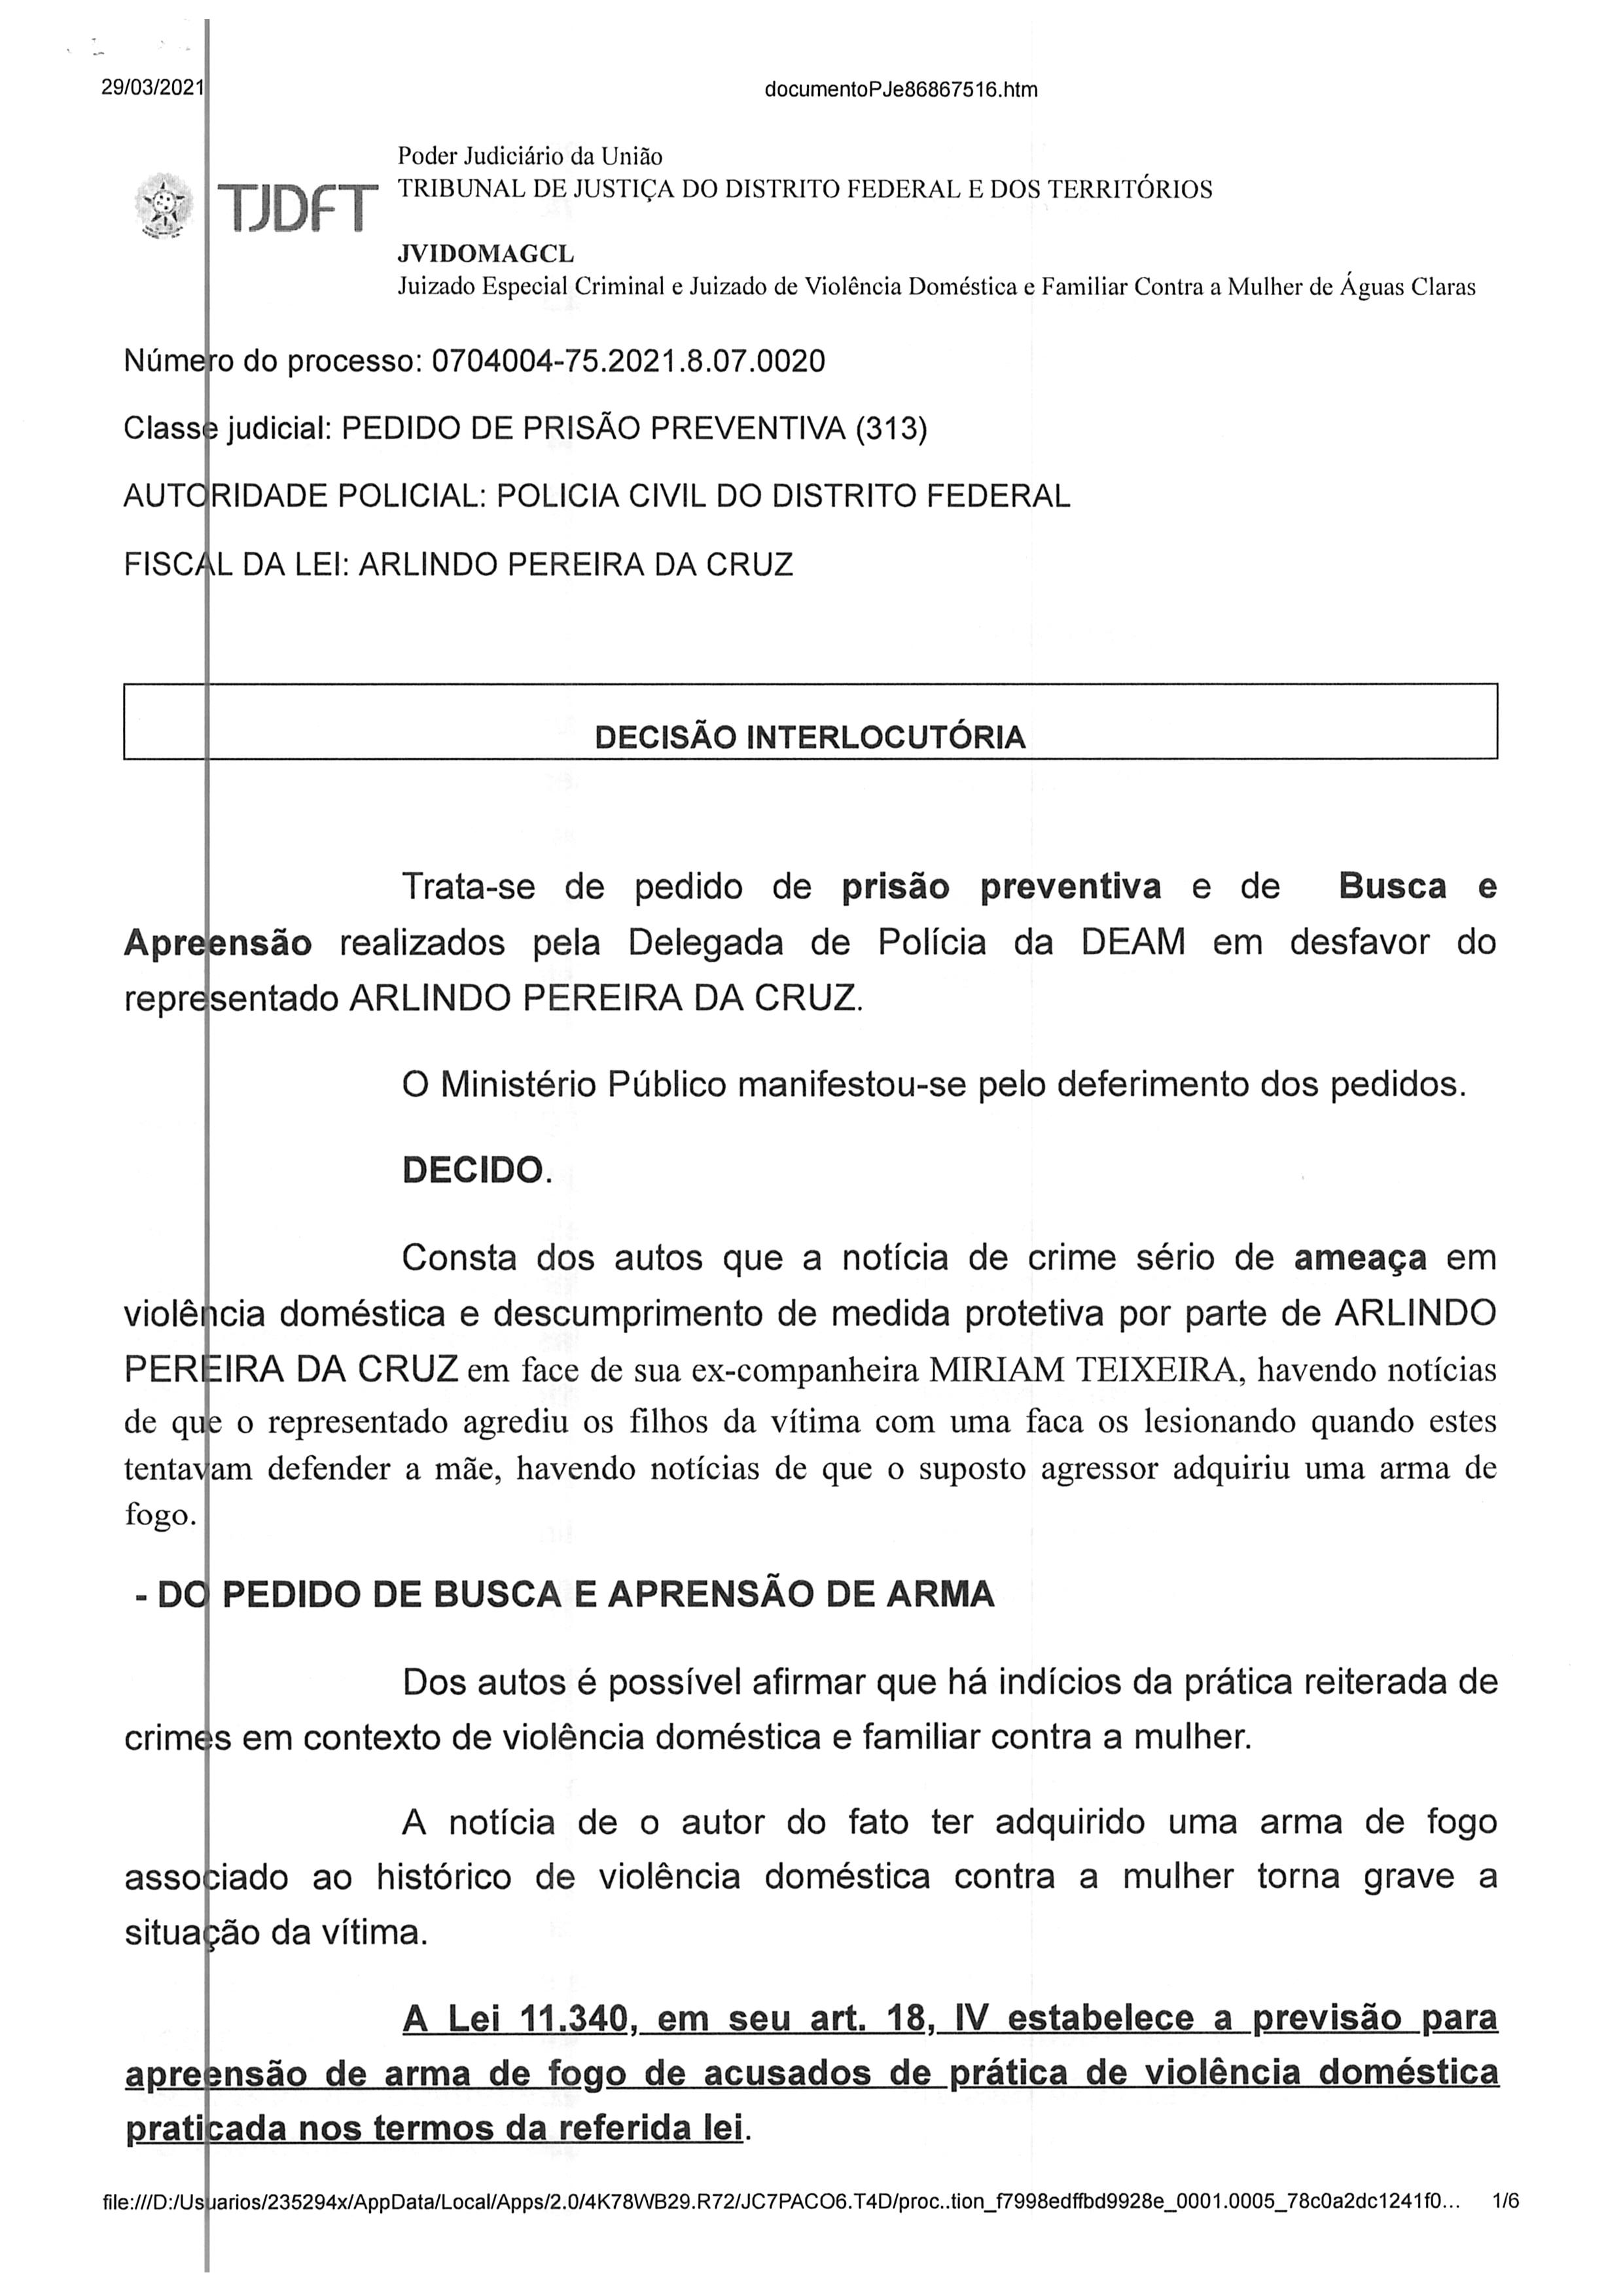 29/03/2021 documentoPJe86867516.htm
Poder Judiciário da União
TJDFT TRIBUNAL DE JUSTIÇA DO DISTRITO FEDERAL E DOS TERRITÓRIOS
JVIDOMAGCL
Juizado Especial Criminal e Juizado de Violência Doméstica e Familiar Contra a Mulher de Águas Claras
Número do processo: 0704004-75.2021.8.07.0020
Classe judicial: PEDIDO DE PRISÃO PREVENTIVA (313)
AUTORIDADE POLICIAL: POLICIA CIVIL DO DISTRITO FEDERAL
FISCAL DA LEI: ARLINDO PEREIRA DA CRUZ
DECISÃO INTERLOCUTÓRIA
Trata-se de pedido de prisão preventiva e de Busca e
Apreensão realizados pela Delegada de Polícia da DEAM em desfavor do
representado ARLINDO PEREIRA DA CRUZ.
O Ministério Público manifestou-se pelo deferimento dos pedidos.
DECIDO.
Consta dos autos que a notícia de crime sério de ameaça em
violência doméstica e descumprimento de medida protetiva por parte de ARLINDO
PEREIRA DA CRUZ em face de sua ex-companheira MIRIAM TEIXEIRA, havendo notícias
de que o representado agrediu os filhos da vítima com uma faca os lesionando quando estes
tentavam defender a mãe, havendo notícias de que o suposto agressor adquiriu uma arma de
fogo.
- DO PEDIDO DE BUSCA E APRENSÃO DE ARMA
Dos autos é possível afirmar que há indícios da prática reiterada de
crimes em contexto de violência doméstica e familiar contra a mulher.
A notícia de o autor do fato ter adquirido uma arma de fogo
associado ao histórico de violência doméstica contra a mulher torna grave a
situação da vítima.
A Lei 11.340, em seu art. 18, IV estabelece a previsão para
apreensão de arma de fogo de acusados de prática de violência doméstica
praticada nos termos da referida lei.
file:///D:/Usuarios/235294x/AppData/Local/Apps/2.0/4K78WB29.R72/JC7PACO6.T4D/proc..tion_f7998edffbd9928e_0001.0005_78c0a2dc1241f0... 1/6